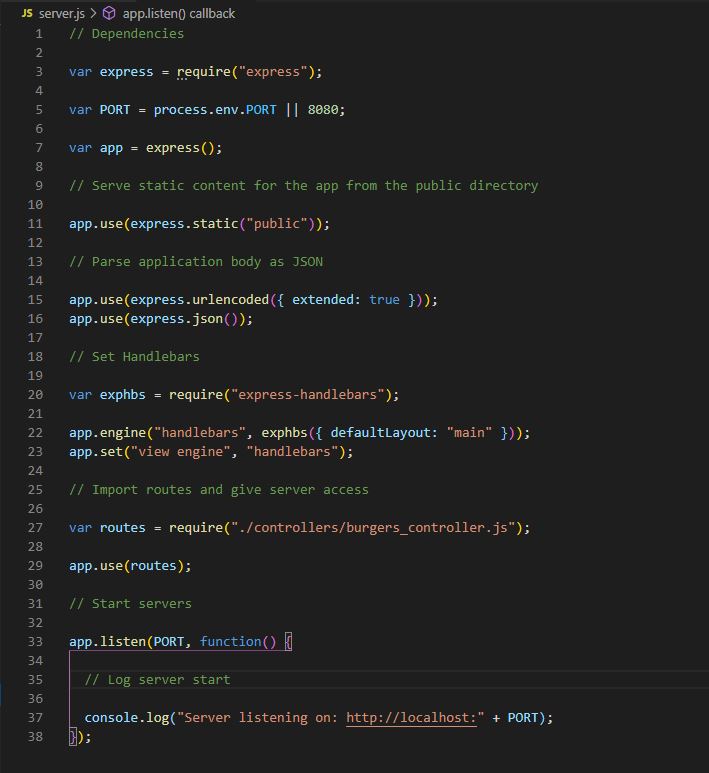 JS server.js > app.listen() callback
1 // Dependencies
2
3 var express = require("express");
4
5 var PORT = process.env.PORT || 8080;
6
7 var app = express();
8
9 // Serve static content for the app from the public directory
10
11 app.use(express.static("public"));
12
13 // Parse application body as JSON
14
15 app.use(express.urlencoded({ extended: true }));
16 app.use(express.json());
17
18 // Set Handlebars
19
20 var exphbs = require("express-handlebars");
21
22 app.engine("handlebars", exphbs({ defaultLayout: "main" }));
23 app.set("view engine", "handlebars");
24
25 // Import routes and give server access
26
27 var routes = require("./controllers/burgers_controller.js");
28
29 app.use(routes);
30
31 // Start servers
32
33 app.listen(PORT, function() {
34
35 // Log server start
36
37 console.log("Server listening on: http://localhost:" + PORT);
38 });